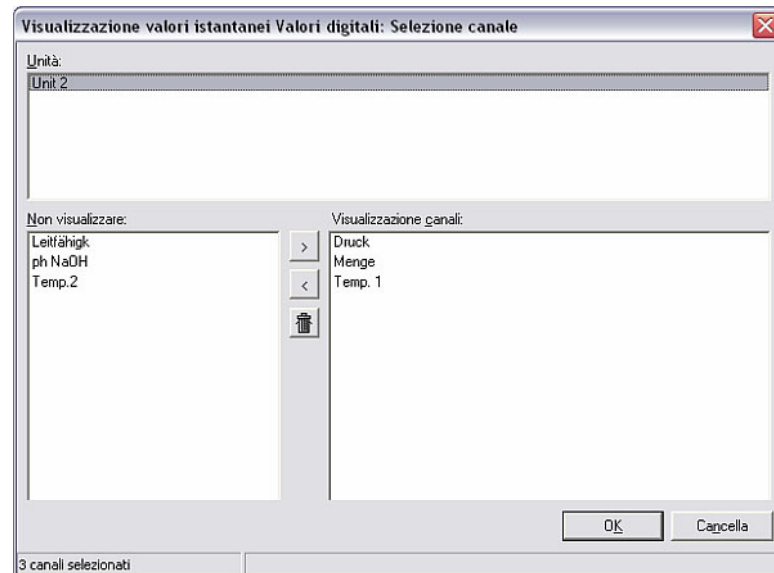 Visualizzazione valori istantanei Valori digitali: Selezione canale
Unità:
Unit 2
Non visualizzare:
Leitfähigk
ph NaOH
Temp.2
>
<
Visualizzazione canali:
Druck
Menge
Temp. 1
OK
Cancella
3 canali selezionati